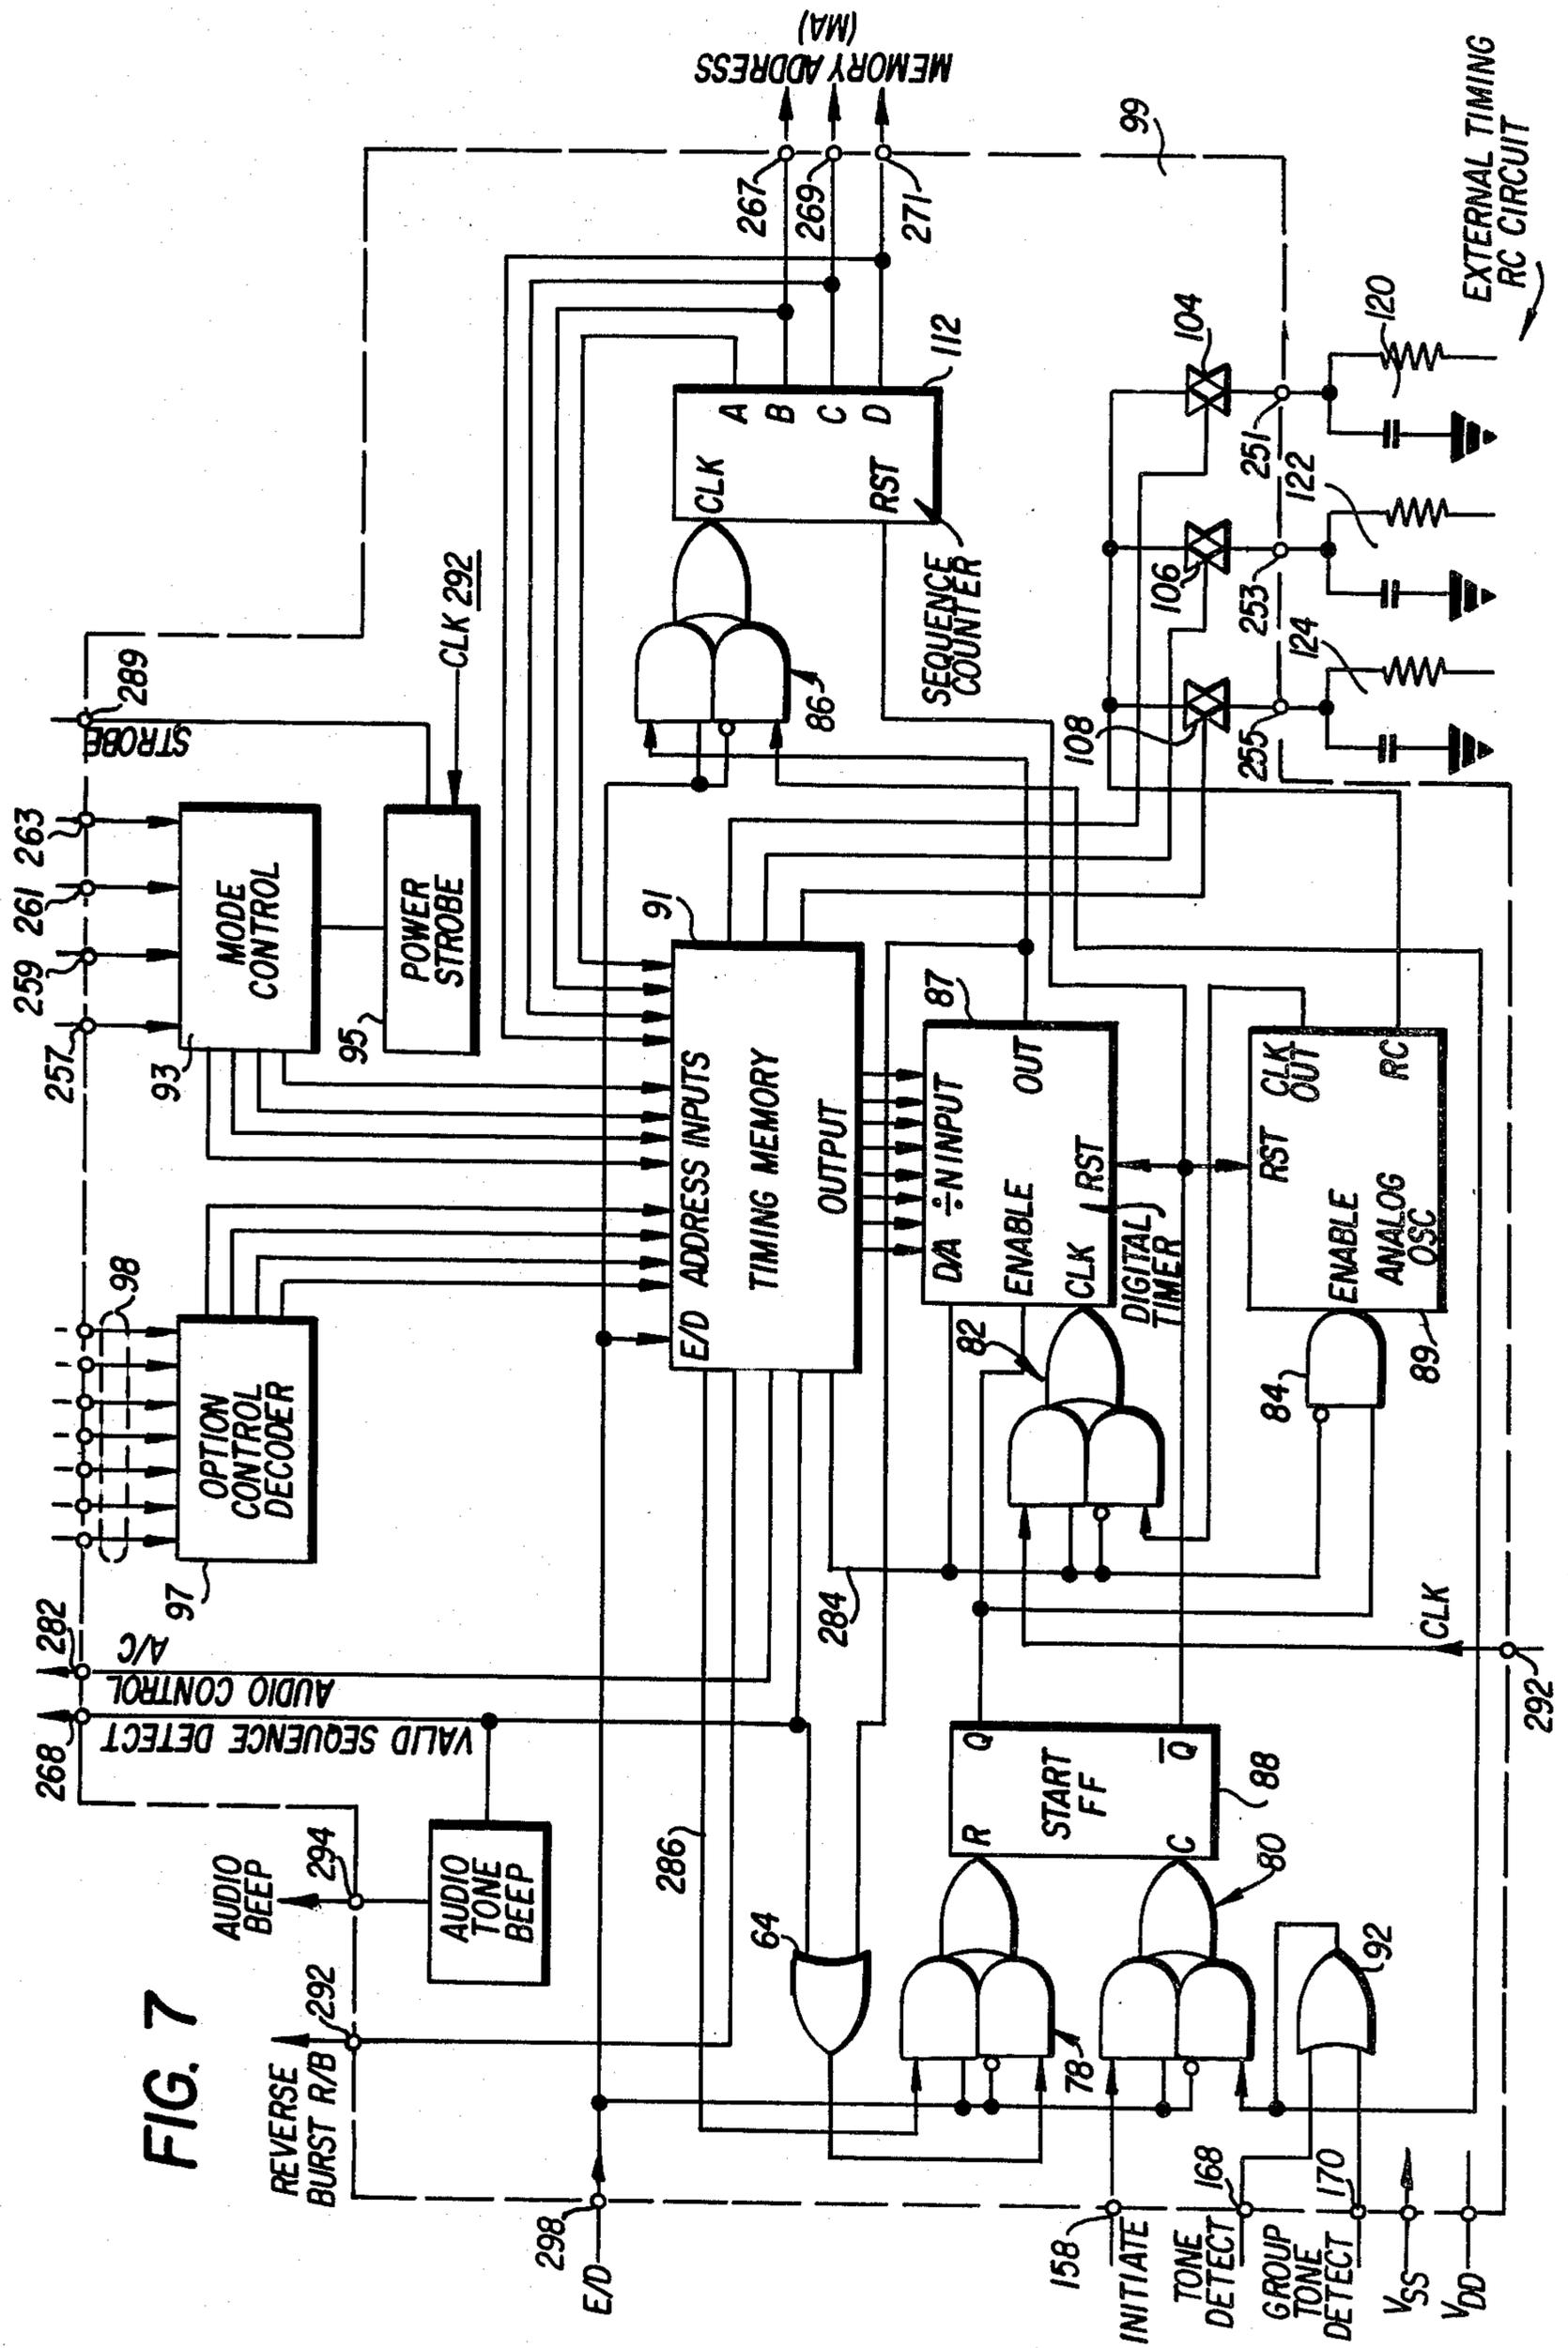 FIG. 7
REVERSE
BURST R/B
292
AUDIO
BEEP
294
AUDIO
TONE
BEEP
268
VALID SEQUENCE DETECT
AUDIO CONTROL
A/C
282
97
OPTION
CONTROL
DECODER
98
257
259
261
263
93
MODE
CONTROL
95
POWER
STROBE
STROBE
289
CLK 292
298
E/D
286
64
284
E/D ADDRESS INPUTS
TIMING MEMORY
OUTPUT
91
86
CLK
RST
A
B
C
D
112
SEQUENCE
COUNTER
267
269
271
MEMORY ADDRESS
(MA)
99
D/A ÷N INPUT
ENABLE
OUT
CLK
RST
87
DIGITAL
TIMER
82
R
Q
START
FF
C
Q
88
78
80
92
158
INITIATE
TONE
DETECT
168
GROUP
TONE
DETECT
170
VSS
VDD
CLK
292
84
89
RST
CLK
OUT
ENABLE
ANALOG
OSC
RC
108
106
104
255
253
251
124
122
120
EXTERNAL TIMING
RC CIRCUIT